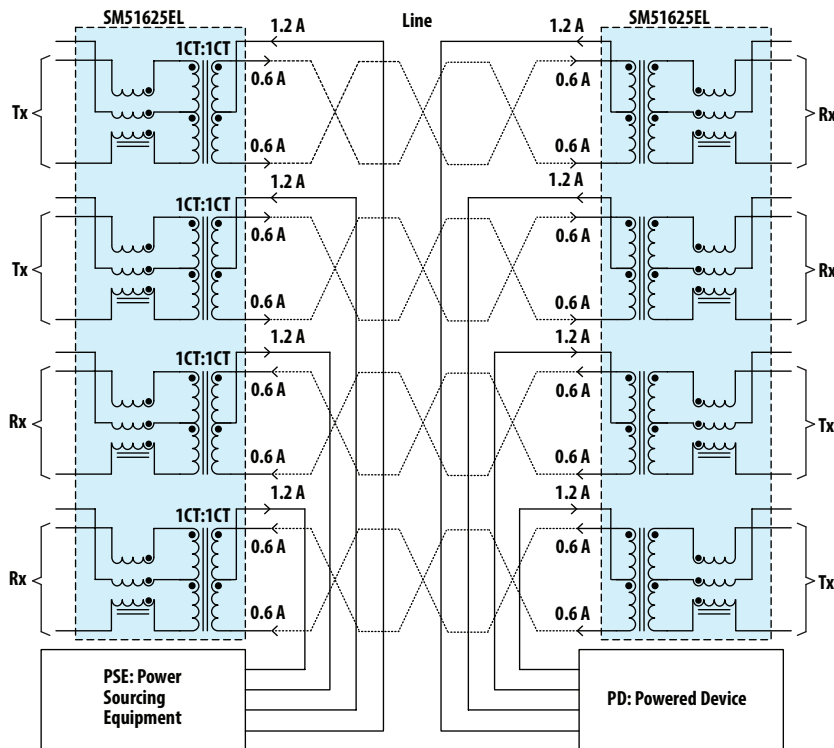 SM51625EL
Line
SM51625EL
1.2 A
1.2 A
1CT:1CT
0.6 A
0.6 A
Tx
Rx
0.6 A
0.6 A
1.2 A
1.2 A
1CT:1CT
0.6 A
0.6 A
Tx
Rx
0.6 A
0.6 A
1.2 A
1.2 A
1CT:1CT
0.6 A
0.6 A
Rx
Tx
0.6 A
0.6 A
1.2 A
1.2 A
1CT:1CT
0.6 A
0.6 A
Rx
Tx
0.6 A
0.6 A
PSE: Power
Sourcing
Equipment
PD: Powered Device